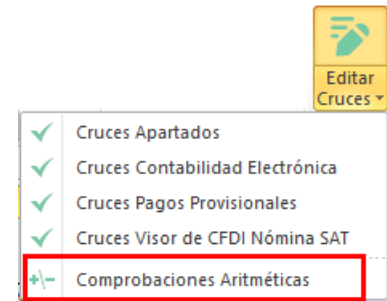 Editar
Cruces
Cruces Apartados
Cruces Contabilidad Electrónica
Cruces Pagos Provisionales
Cruces Visor de CFDI Nómina SAT
Comprobaciones Aritméticas